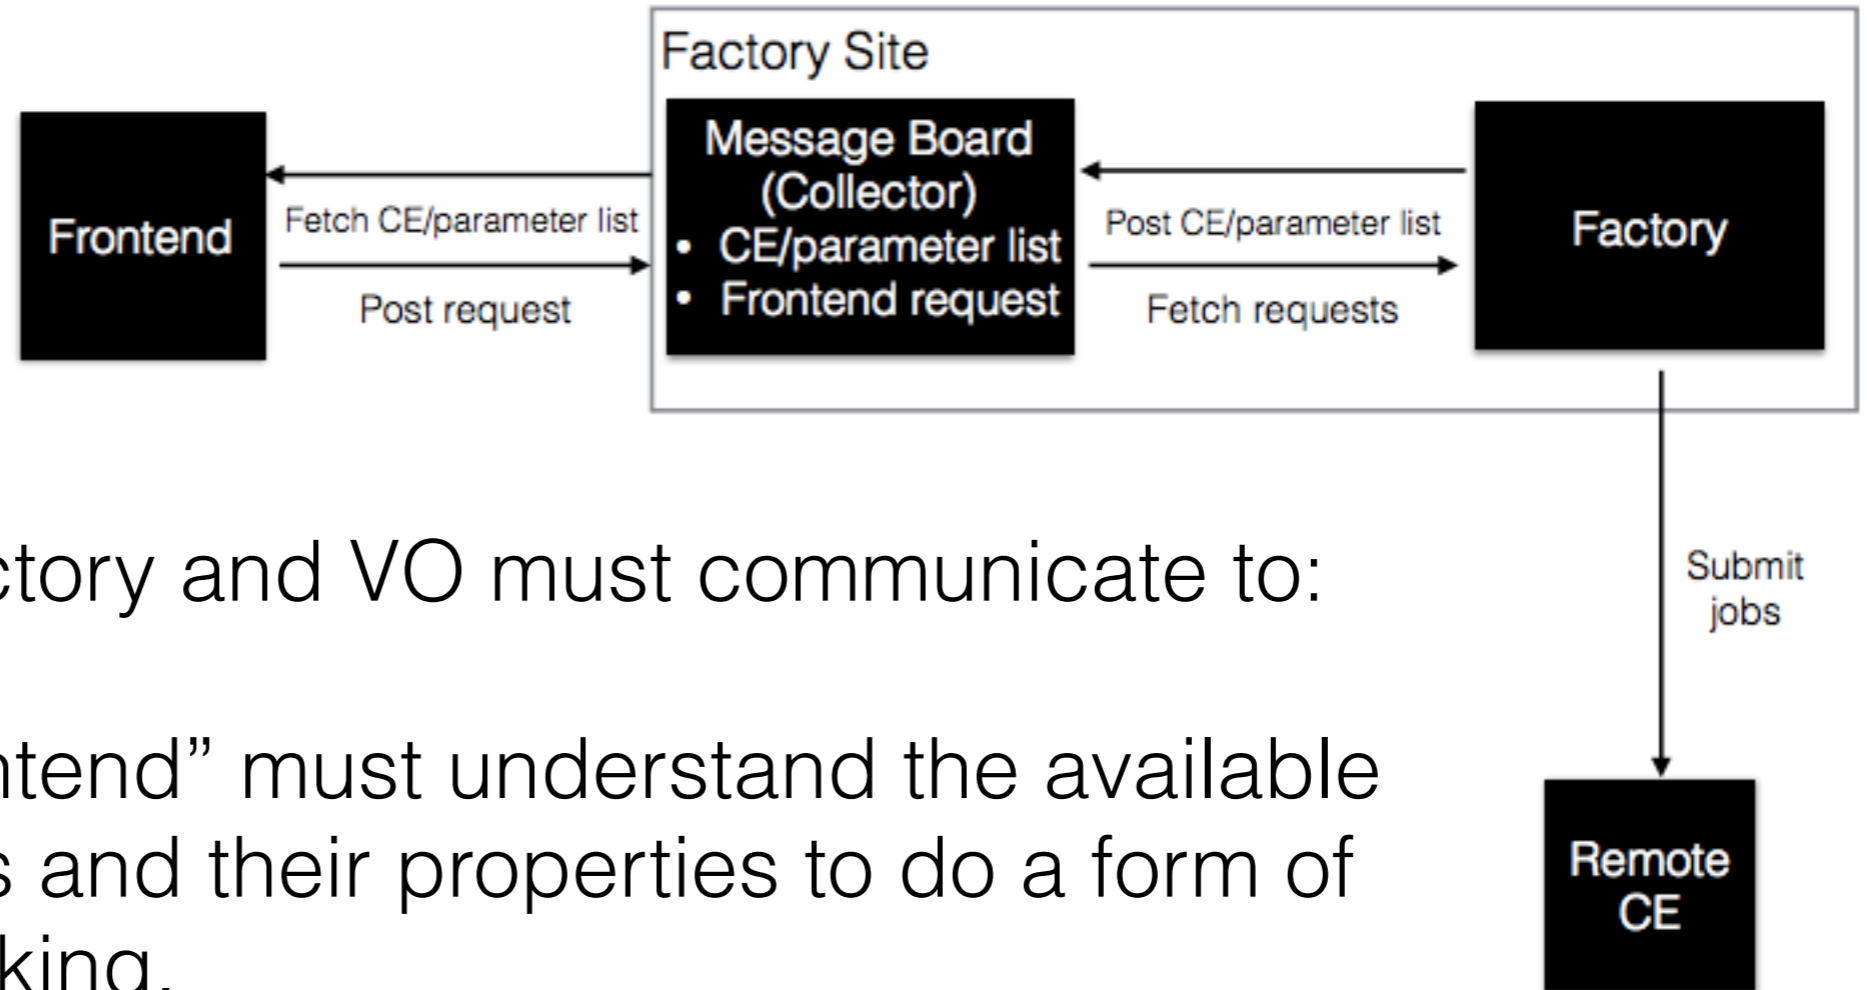 Factory Site
Frontend
Fetch CE/parameter list
Post request
Message Board
(Collector)
• CE/parameter list
• Frontend request
Post CE/parameter list
Fetch requests
Factory
Submit
jobs
Remote
CE
ctory and VO must communicate to:
ntend” must understand the available
s and their properties to do a form of
king.